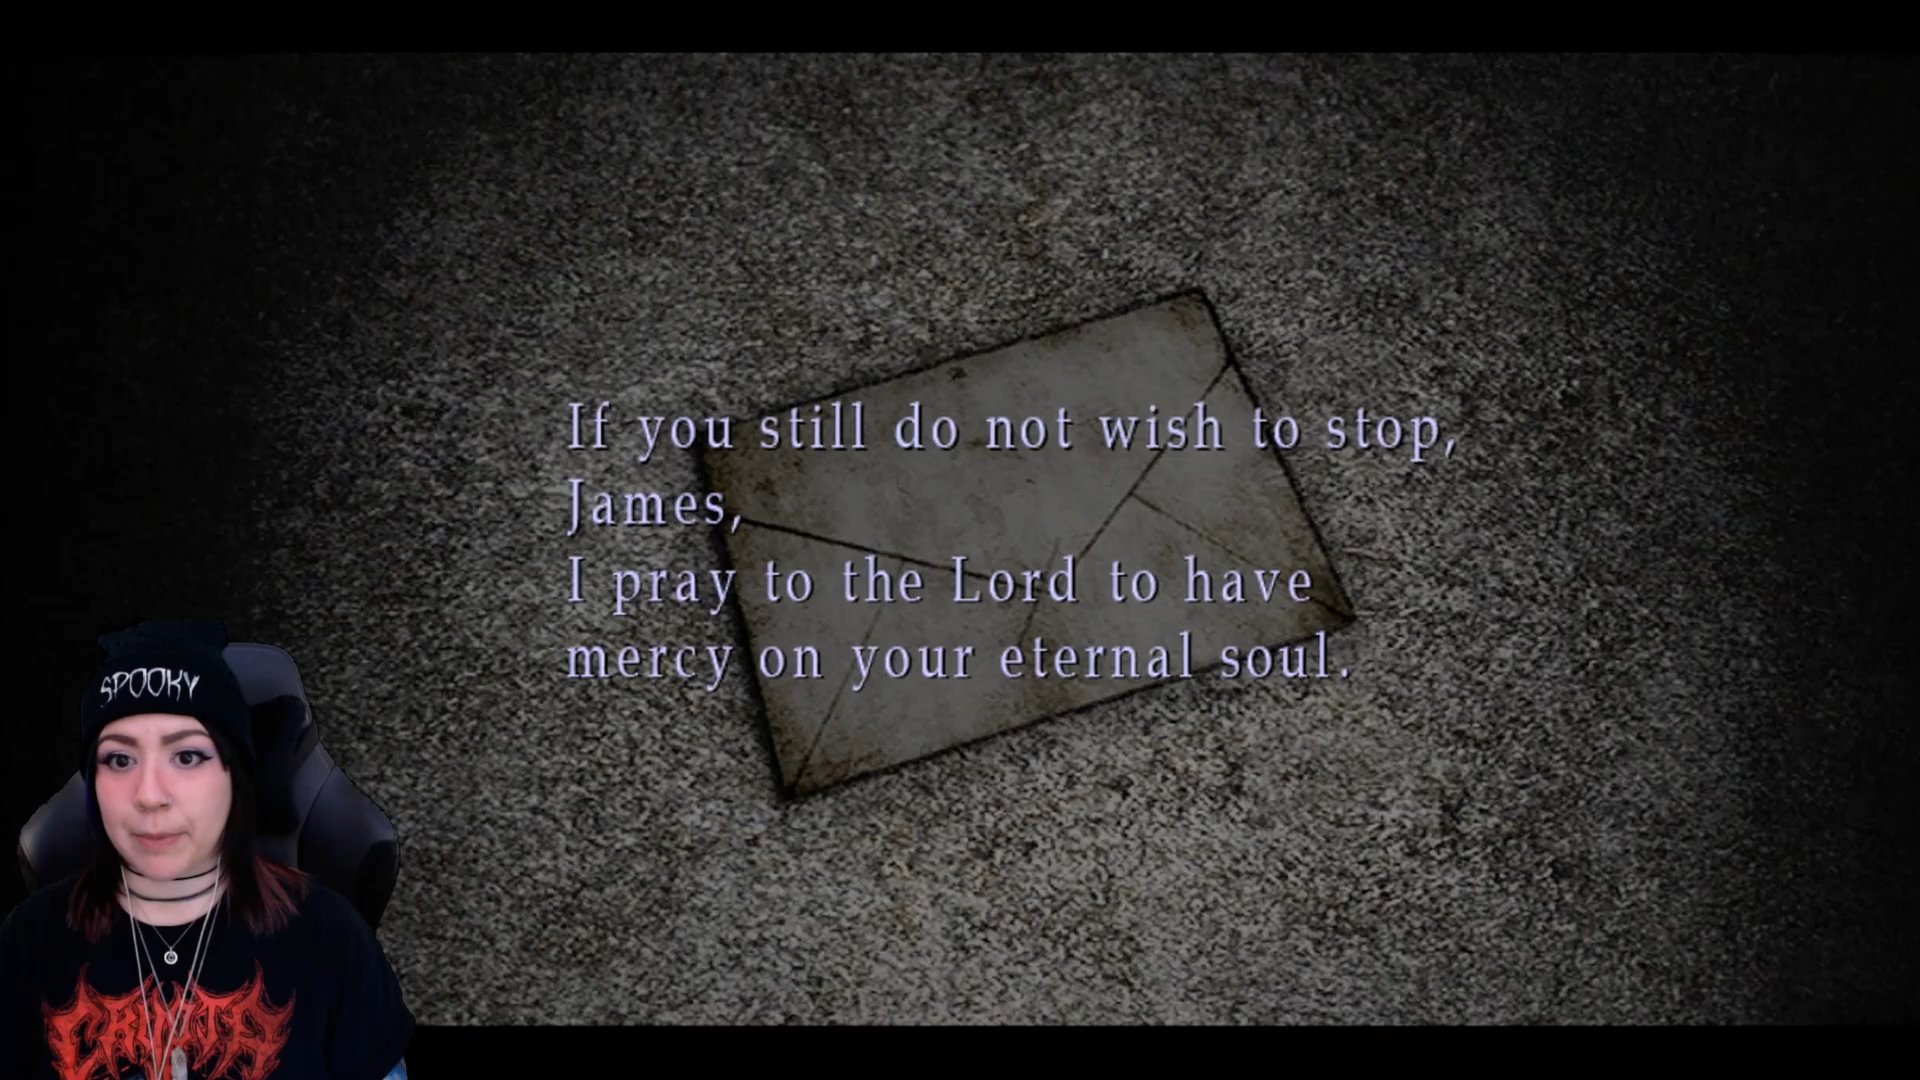 If you still do not wish to stop,
James,
I pray to the Lord to have
mercy on your eternal soul.
SPOOKY